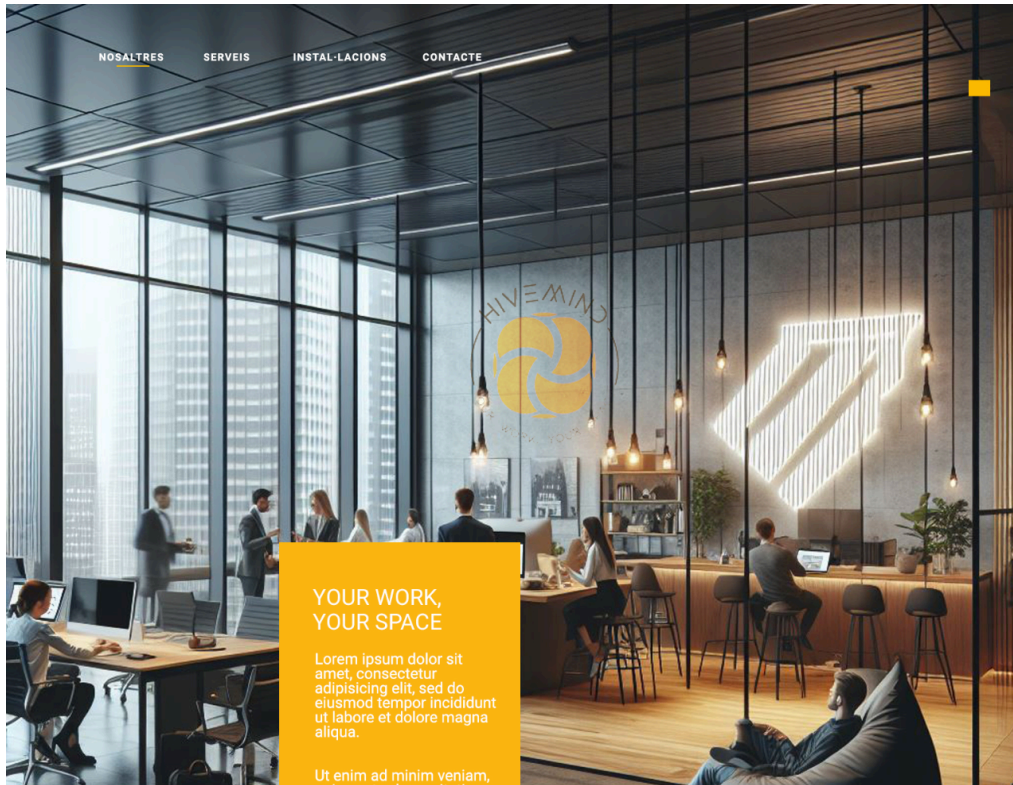 NOSALTRES SERVEIS INSTAL·LACIONS CONTACTE
HIVEMIND
YOUR WORK,
YOUR SPACE
Lorem ipsum dolor sit
amet, consectetur
adipisicing elit, sed do
eiusmod tempor incididunt
ut labore et dolore magna
aliqua.
Ut enim ad minim veniam,